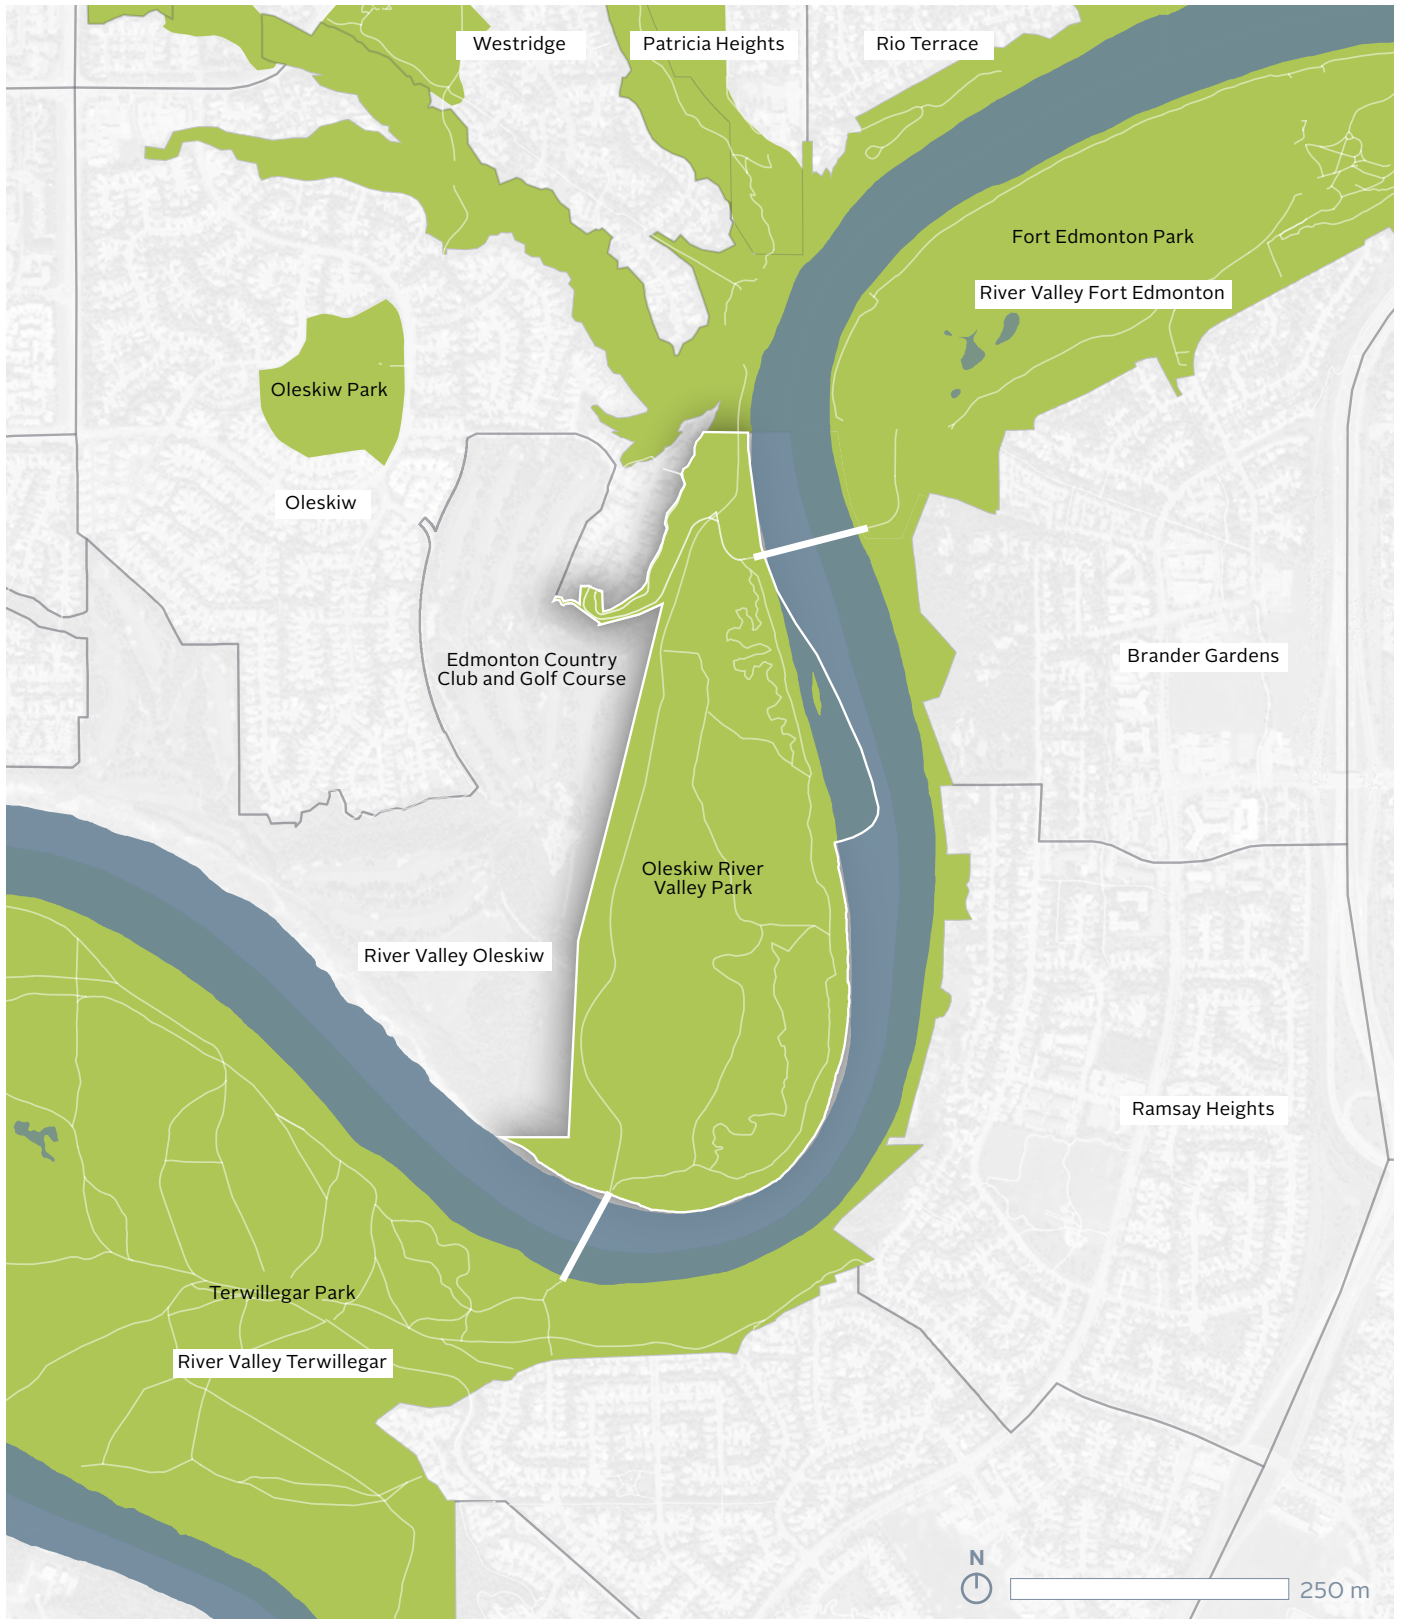 Westridge
Patricia Heights
Rio Terrace
Fort Edmonton Park
River Valley Fort Edmonton
Oleskiw Park
Oleskiw
Edmonton Country
Club and Golf Course
Brander Gardens
Oleskiw River
Valley Park
River Valley Oleskiw
Ramsay Heights
Terwillegar Park
River Valley Terwillegar
N
250 m